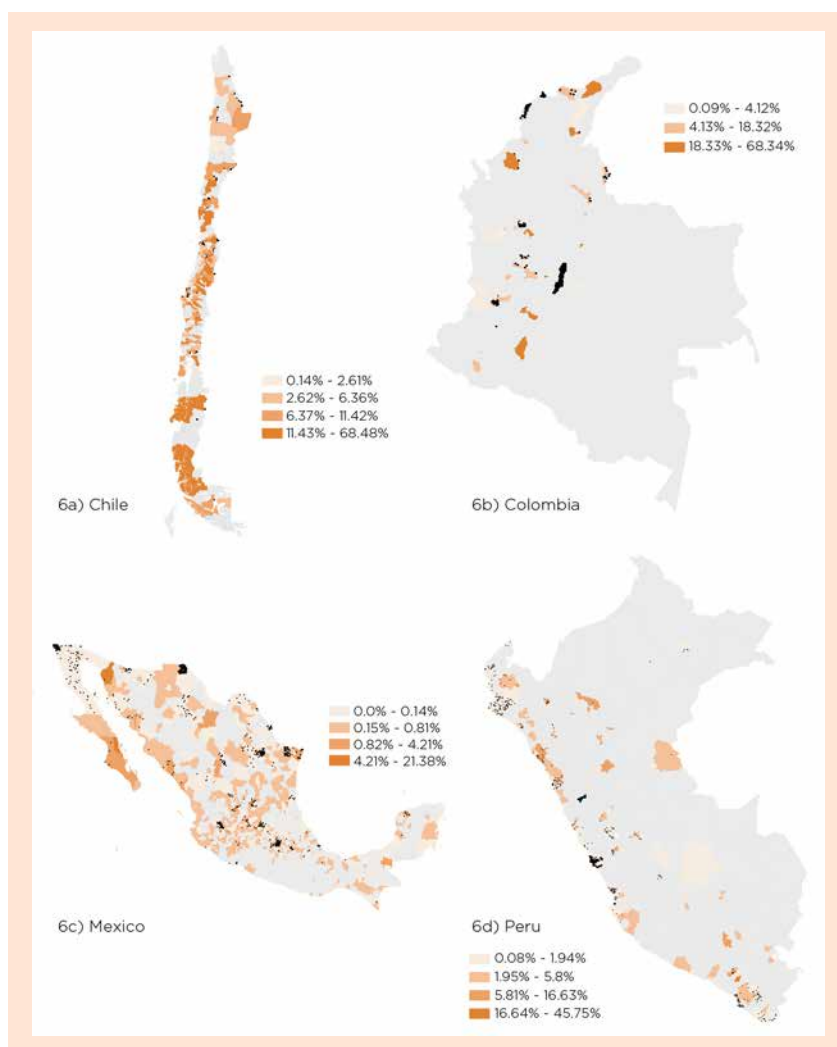 0.09% - 4.12%
4.13% - 18.32%
18.33% - 68.34%
0.14% - 2.61%
2.62% - 6.36%
6.37% - 11.42%
11.43% - 68.48%
6a) Chile
6b) Colombia
0.0% - 0.14%
0.15% - 0.81%
0.82% - 4.21%
4.21% - 21.38%
6c) Mexico
6d) Peru
0.08% - 1.94%
1.95% - 5.8%
5.81% - 16.63%
16.64% - 45.75%